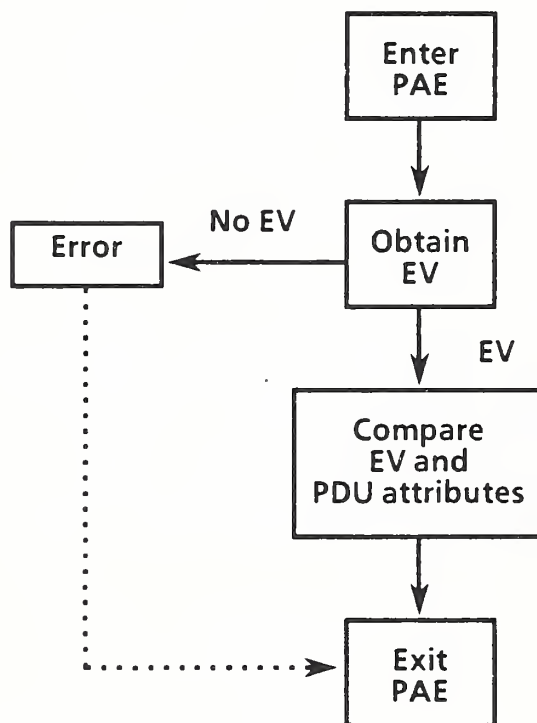 Enter
PAE
No EV
Error
Obtain
EV
EV
Compare
EV and
PDU attributes
Exit
PAE